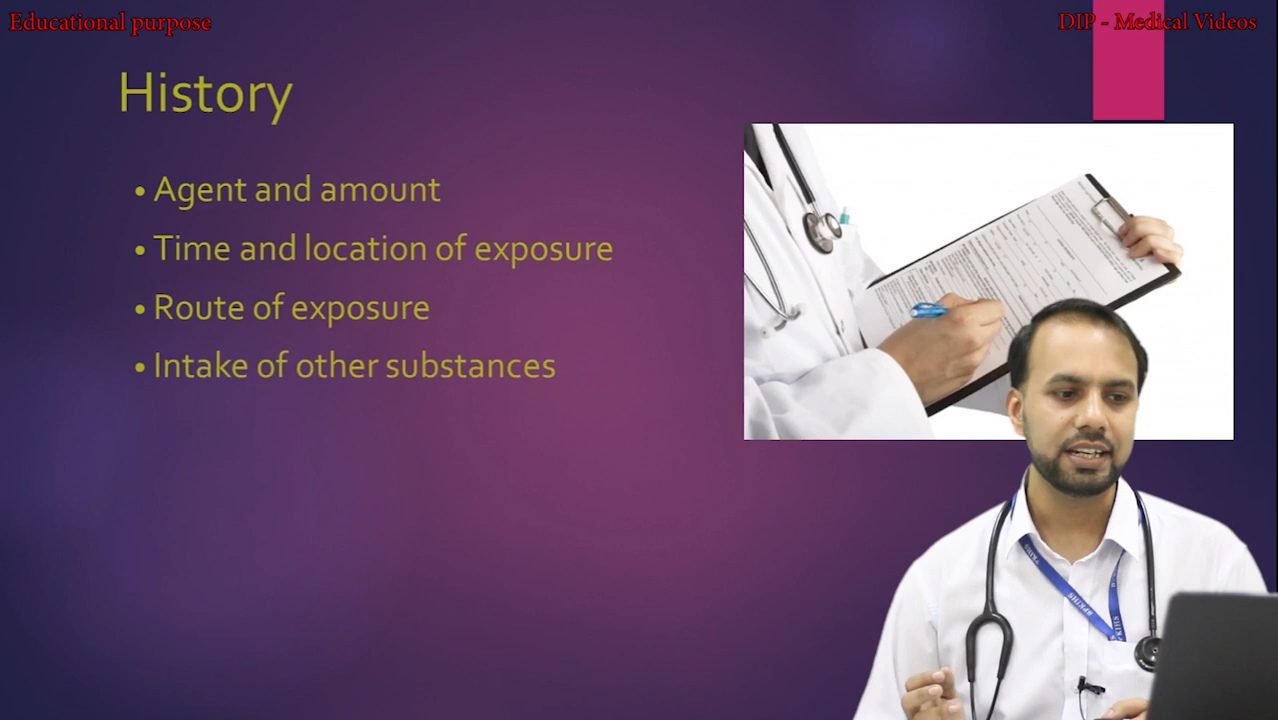 Educational purpose
DIP - Medical Videos
History
• Agent and amount
• Time and location of exposure
• Route of exposure
• Intake of other substances